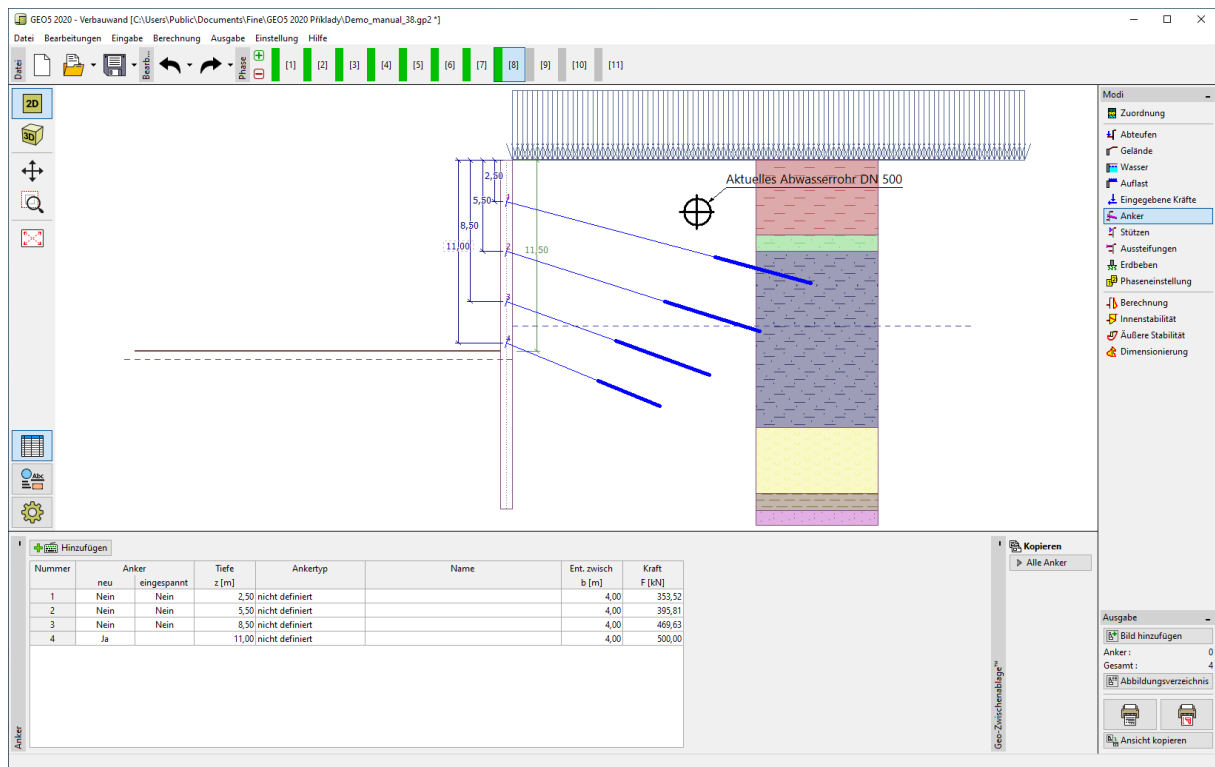 GEO5 2020 - Verbauwand [C:\Users\Public\Documents\Fine\GEO5 2020 Příklady\Demo_manual_38.gp2 *]
Datei Bearbeitungen Eingabe Berechnung Ausgabe Einstellung Hilfe
Datei
Bearb...
Phase
[1] [2] [3] [4] [5] [6] [7] [8] [9] [10] [11]
2D
3D
Abc
2,50
5,50
8,50
11,00
11,50
1
2
3
4
Aktuelles Abwasserrohr DN 500
Modi
Zuordnung
Abteufen
Gelände
Wasser
Auflast
Eingegebene Kräfte
Anker
Stützen
Aussteifungen
Erdbeben
Phaseneinstellung
Berechnung
Innenstabilität
Äußere Stabilität
Dimensionierung
Hinzufügen
Nummer Anker Tiefe Ankertyp Name Ent. zwisch Kraft
neu eingespannt z [m] b [m] F [kN]
1 Nein Nein 2,50 nicht definiert 4,00 353,52
2 Nein Nein 5,50 nicht definiert 4,00 395,81
3 Nein Nein 8,50 nicht definiert 4,00 469,63
4 Ja 11,00 nicht definiert 4,00 500,00
Anker
Geo-Zwischenablage™
Kopieren
Alle Anker
Ausgabe
Bild hinzufügen
Anker : 0
Gesamt : 4
Abbildungsverzeichnis
Ansicht kopieren